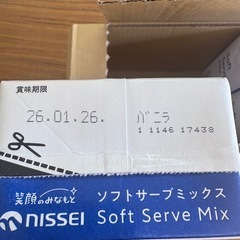 賞味期限
26.01.26. バニラ
1 1146 17438
笑顔のみなもと ソフトサーブミックス
NISSEI Soft Serve Mix